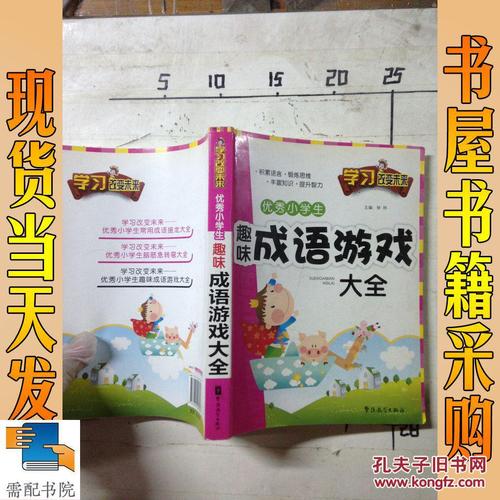 现货当天发
书屋书籍采购
5 10 15 20 25
学习
改变未来
学习改变未来——
优秀小学生常用成语接龙大全
学习改变未来——
优秀小学生脑筋急转弯大全
学习改变未来——
优秀小学生趣味成语游戏大全
学习改变未来
优秀小学生
趣味
成语游戏大全
·积累语言·锻炼思维
·丰富知识·提升智力
学习
改变未来
优秀小学生
主编
趣味
成语游戏
大全
28
需配书院
孔夫子旧书网
www.kongfz.com